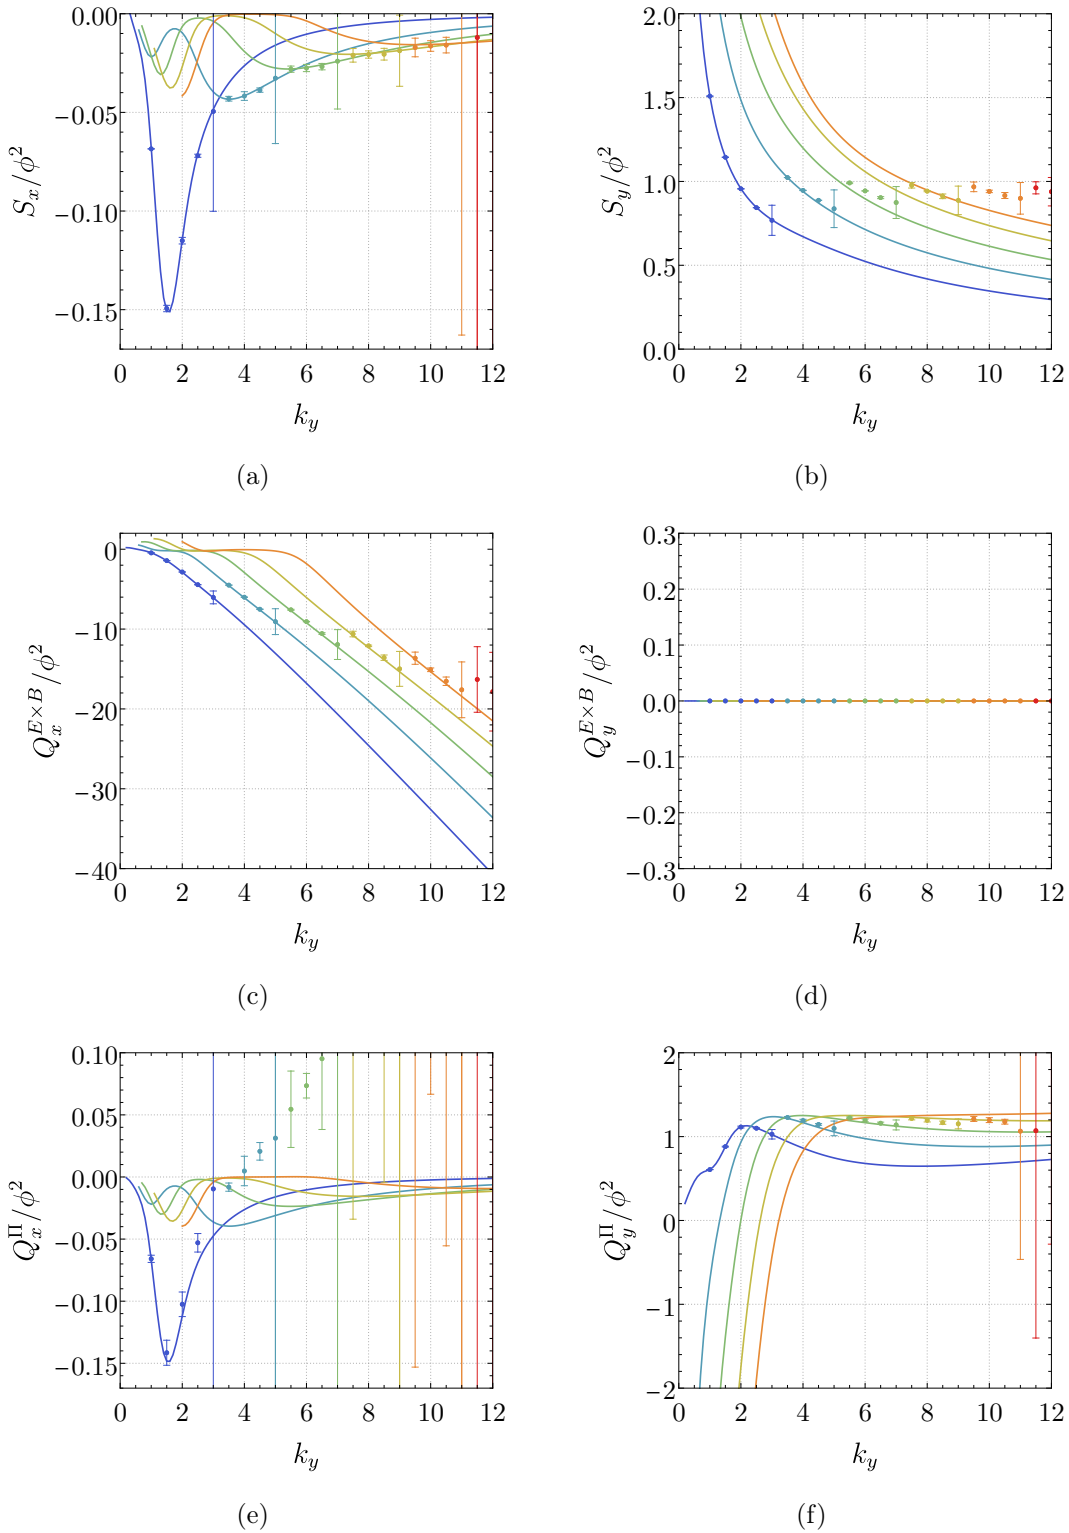 0.00
−0.05
−0.10
−0.15
S_x/ϕ^2
0 2 4 6 8 10 12
k_y
(a)
2.0
1.5
1.0
0.5
0.0
S_y/ϕ^2
0 2 4 6 8 10 12
k_y
(b)
0
−10
−20
−30
−40
Q_x^{E×B}/ϕ^2
0 2 4 6 8 10 12
k_y
(c)
0.3
0.2
0.1
0.0
−0.1
−0.2
−0.3
Q_y^{E×B}/ϕ^2
0 2 4 6 8 10 12
k_y
(d)
0.10
0.05
0.00
−0.05
−0.10
−0.15
Q_x^Π/ϕ^2
0 2 4 6 8 10 12
k_y
(e)
2
1
0
−1
−2
Q_y^Π/ϕ^2
0 2 4 6 8 10 12
k_y
(f)